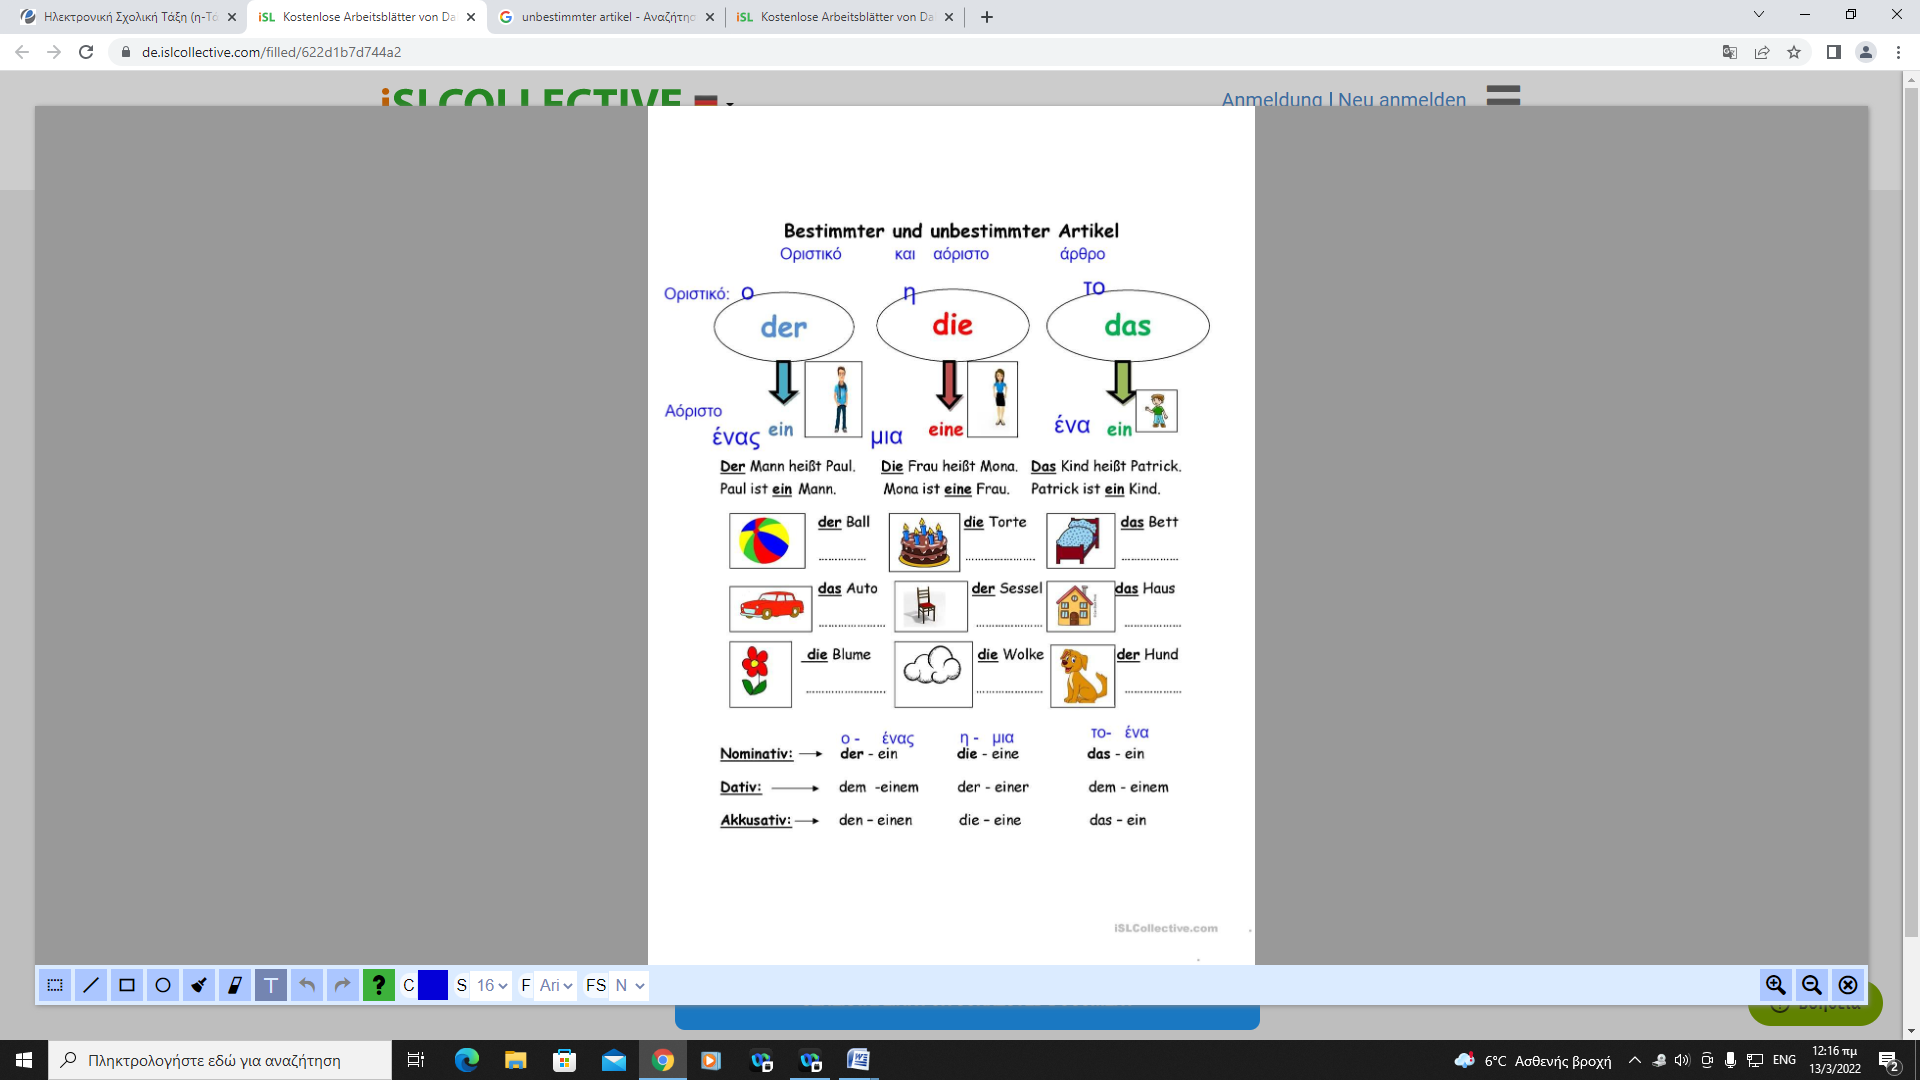 Ηλεκτρονική Σχολική Τάξη (η-Τά
iSL Kostenlose Arbeitsblätter von Da
unbestimmter artikel - Αναζήτησ
iSL Kostenlose Arbeitsblätter von Da
de.islcollective.com/filled/622d1b7d744a2
iSLCOLLECTIVE
Anmeldung | Neu anmelden
Bestimmter und unbestimmter Artikel
Οριστικό και αόριστο άρθρο
Οριστικό: ο η το
der die das
Αόριστο
ένας ein μια eine ένα ein
Der Mann heißt Paul. Die Frau heißt Mona. Das Kind heißt Patrick.
Paul ist ein Mann. Mona ist eine Frau. Patrick ist ein Kind.
der Ball die Torte das Bett
das Auto der Sessel das Haus
die Blume die Wolke der Hund
ο - ένας η - μια το- ένα
Nominativ: der - ein die - eine das - ein
Dativ: dem -einem der - einer dem - einem
Akkusativ: den – einen die – eine das – ein
iSLCollective.com
T ? C S 16 F Ari FS N
Πληκτρολογήστε εδώ για αναζήτηση
6°C Ασθενής βροχή
ENG
12:16 πμ
13/3/2022
2